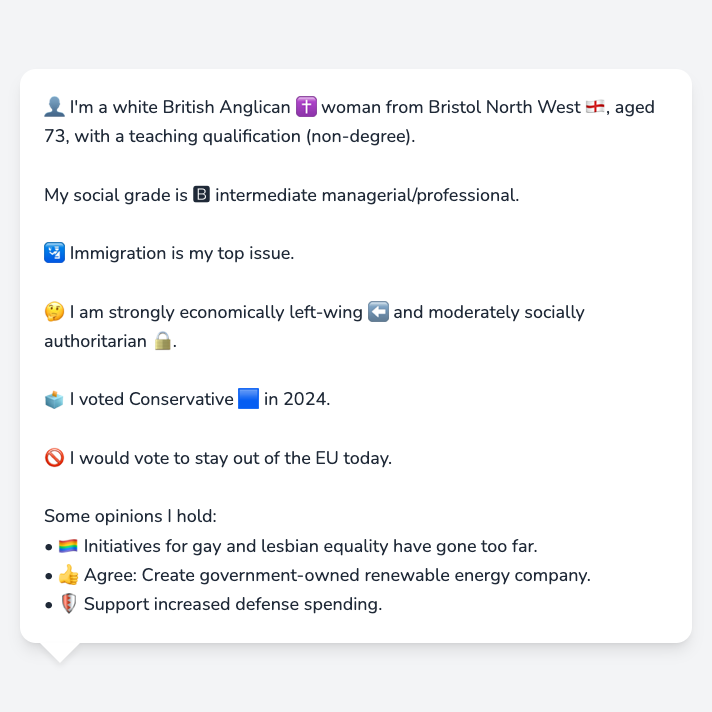 👤 I'm a white British Anglican ✝️ woman from Bristol North West 🏴󠁧󠁢󠁥󠁮󠁧󠁿, aged
73, with a teaching qualification (non-degree).
My social grade is 🅱 intermediate managerial/professional.
🛂 Immigration is my top issue.
🤔 I am strongly economically left-wing ⬅️ and moderately socially
authoritarian 🔒.
🗳️ I voted Conservative 🟦 in 2024.
🚫 I would vote to stay out of the EU today.
Some opinions I hold:
• 🏳️‍🌈 Initiatives for gay and lesbian equality have gone too far.
• 👍 Agree: Create government-owned renewable energy company.
• 🛡️ Support increased defense spending.